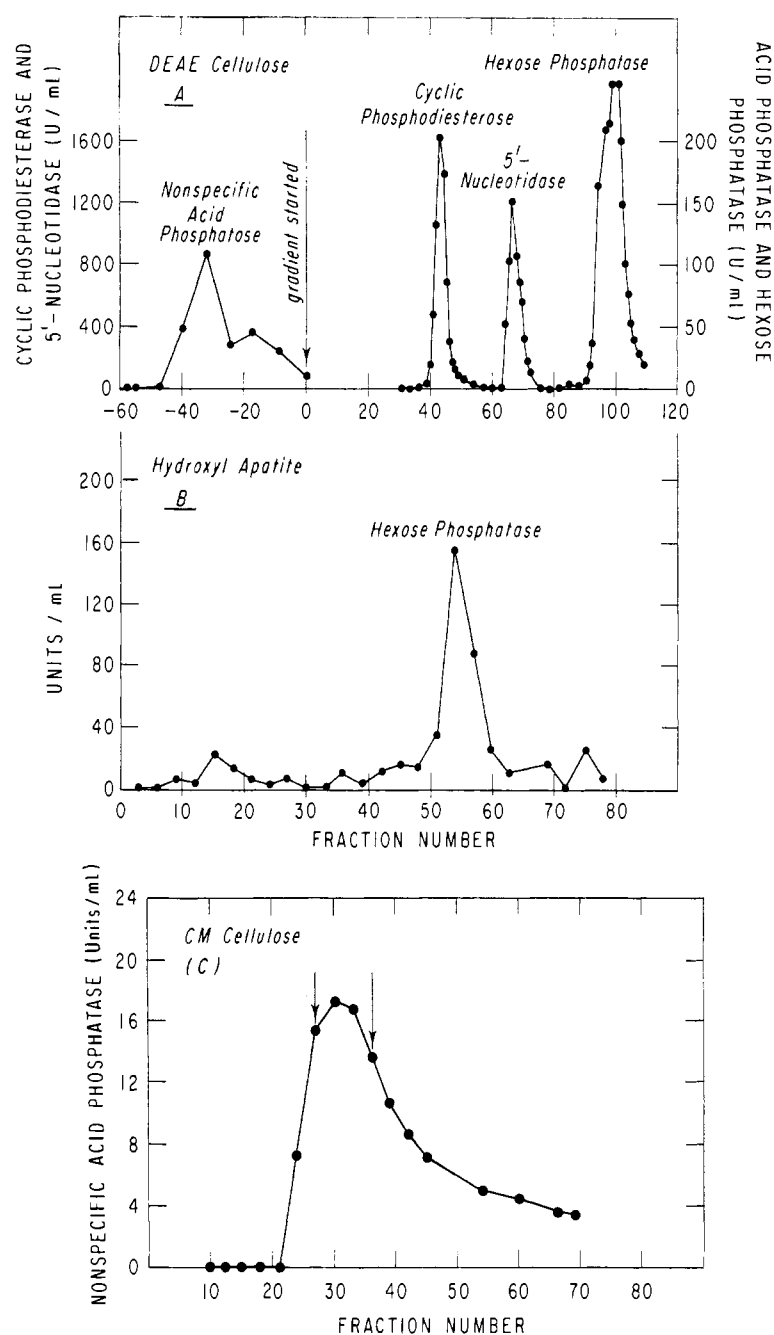 CYCLIC PHOSPHODIESTERASE AND
5'-NUCLEOTIDASE (U/mL)
DEAE Cellulose
A
Nonspecific
Acid
Phosphatose
gradient started
Cyclic
Phosphodiesterose
5'-
Nucleotidase
Hexose Phosphatase
ACID PHOSPHATASE AND HEXOSE
PHOSPHATASE (U/ml)
1600
1200
800
400
0
200
150
100
50
0
-60 -40 -20 0 20 40 60 80 100 120
Hydroxyl Apatite
B
Hexose Phosphatase
UNITS / mL
200
160
120
80
40
0
0 10 20 30 40 50 60 70 80
FRACTION NUMBER
NONSPECIFIC ACID PHOSPHATASE (Units/ml)
CM Cellulose
(C)
24
20
16
12
8
4
0
10 20 30 40 50 60 70 80 90
FRACTION NUMBER